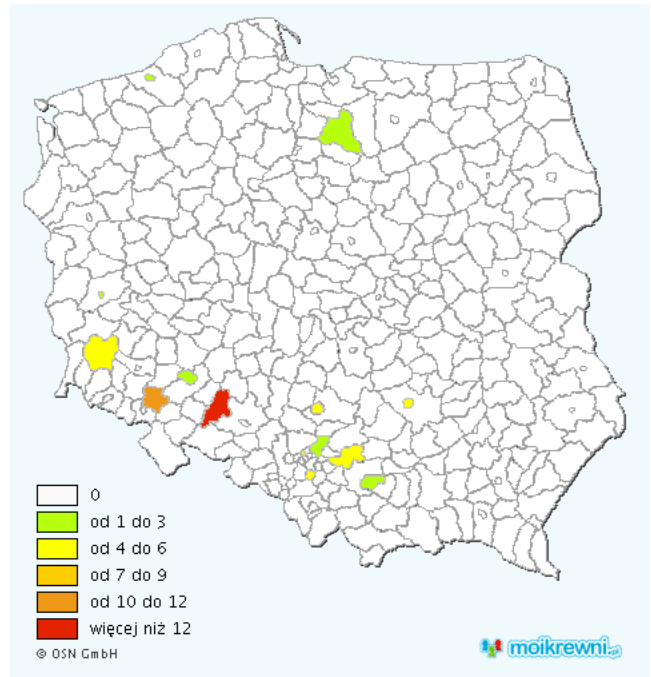 0
od 1 do 3
od 4 do 6
od 7 do 9
od 10 do 12
więcej niż 12
© OSN GmbH
moikrewni.pl